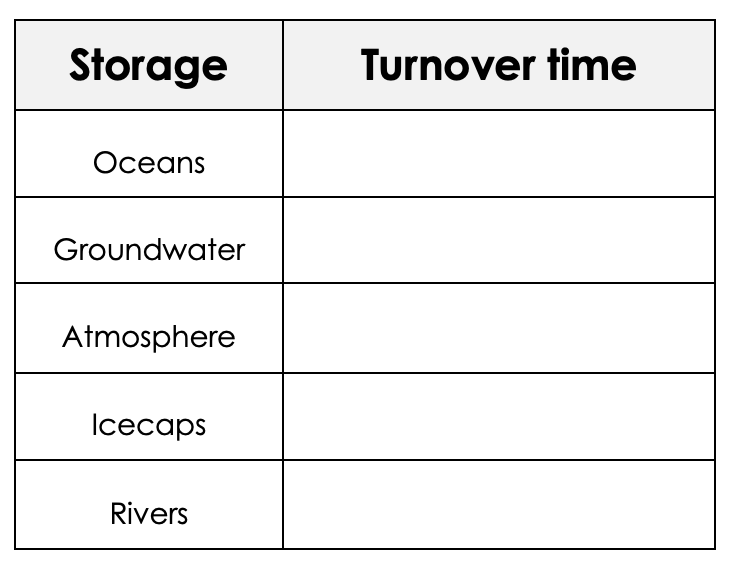 Storage Turnover time
Oceans
Groundwater
Atmosphere
Icecaps
Rivers